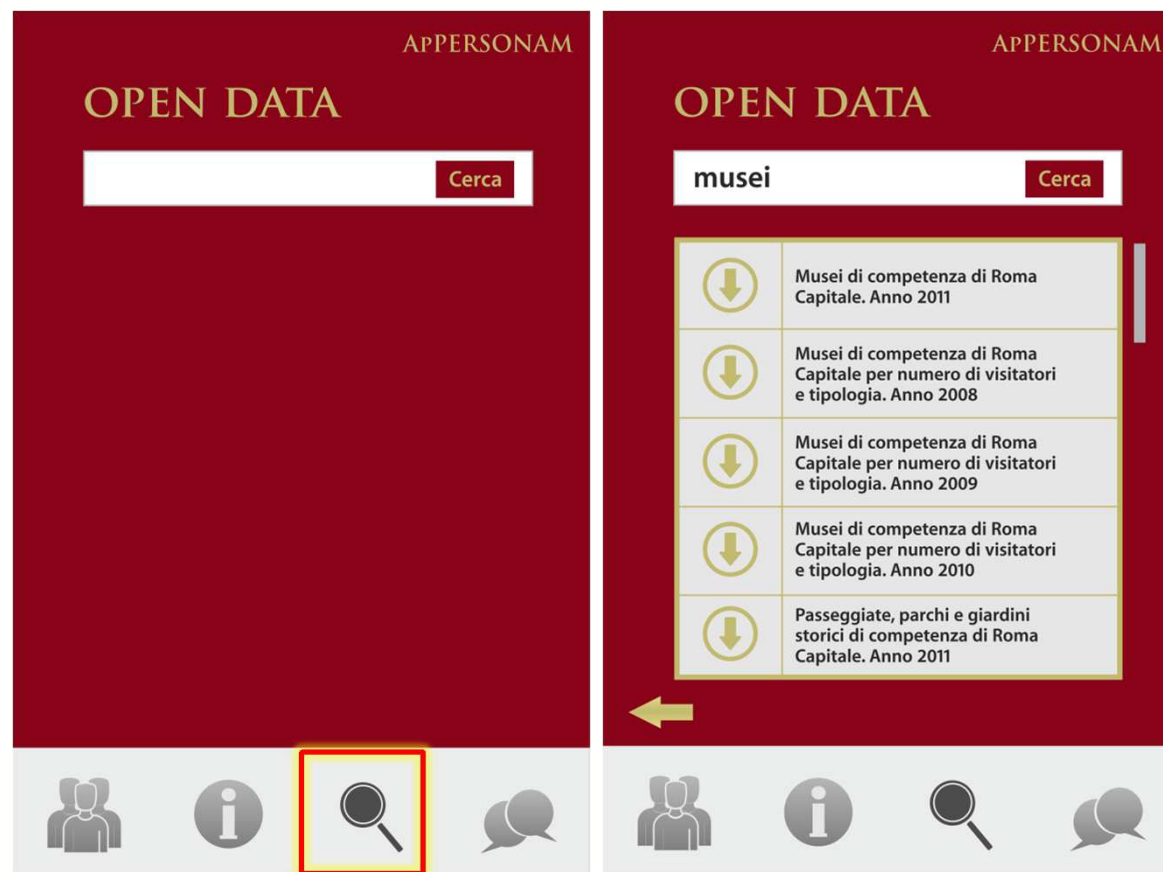 APPERSONAM
OPEN DATA
Cerca
APPERSONAM
OPEN DATA
musei
Cerca
Musei di competenza di Roma
Capitale. Anno 2011
Musei di competenza di Roma
Capitale per numero di visitatori
e tipologia. Anno 2008
Musei di competenza di Roma
Capitale per numero di visitatori
e tipologia. Anno 2009
Musei di competenza di Roma
Capitale per numero di visitatori
e tipologia. Anno 2010
Passeggiate, parchi e giardini
storici di competenza di Roma
Capitale. Anno 2011